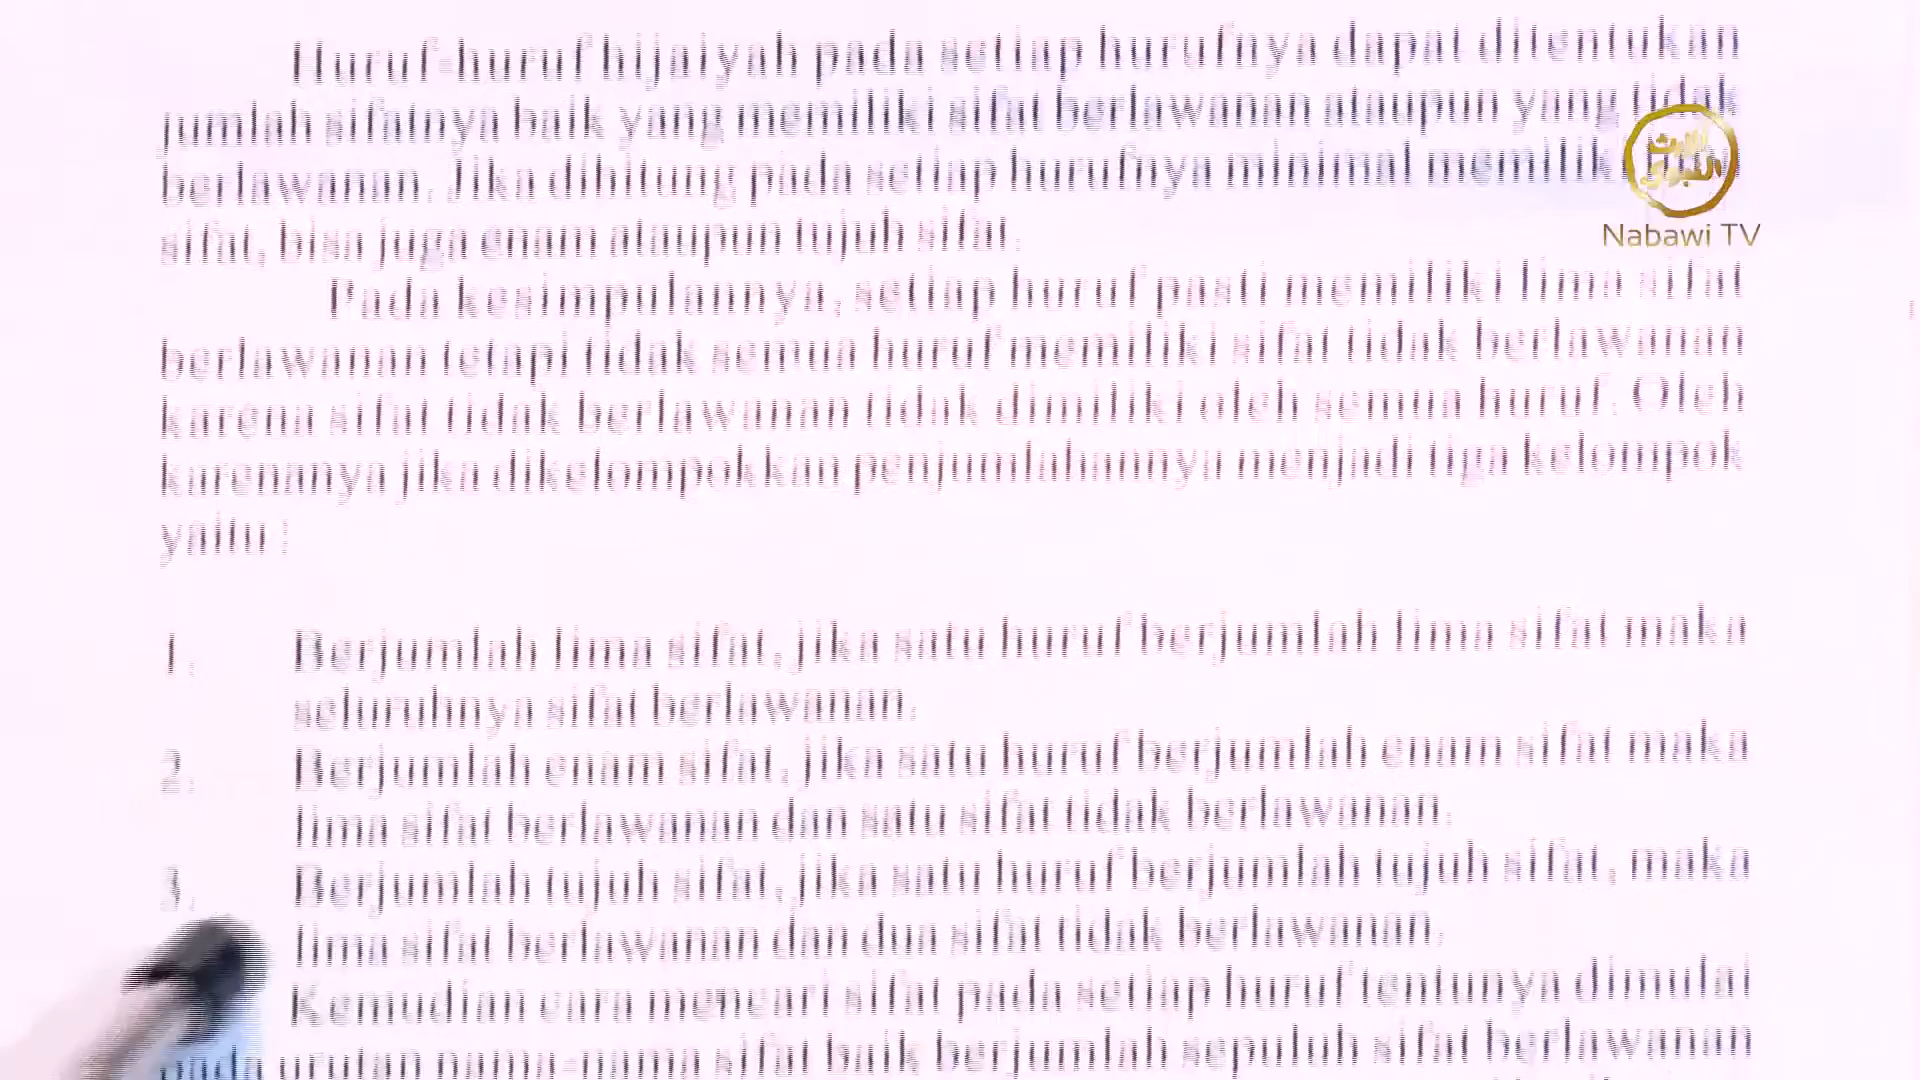 Huruf-huruf hijaiyah pada setiap hurufnya dapat ditentukan
jumlah sifatnya baik yang memiliki sifat berlawanan ataupun yang tidak
berlawanan. Jika dihitung pada setiap hurufnya minimal memiliki
sifat, bisa juga enam ataupun tujuh sifat.
Pada kesimpulannya, setiap huruf pasti memiliki lima sifat
berlawanan tetapi tidak semua huruf memiliki sifat tidak berlawanan
karena sifat tidak berlawanan tidak dimiliki oleh semua huruf. Oleh
karenanya jika dikelompokkan penjumlahannya menjadi tiga kelompok
yaitu :
1. Berjumlah lima sifat, jika satu huruf berjumlah lima sifat maka
seluruhnya sifat berlawanan.
2. Berjumlah enam sifat, jika satu huruf berjumlah enam sifat maka
lima sifat berlawanan dan satu sifat tidak berlawanan.
3. Berjumlah tujuh sifat, jika satu huruf berjumlah tujuh sifat, maka
lima sifat berlawanan dan dua sifat tidak berlawanan.
Kemudian cara mencari sifat pada setiap huruf tentunya dimulai
pada urutan nama-nama sifat baik berjumlah sepuluh sifat berlawanan
الإرث
النبوي
Nabawi TV